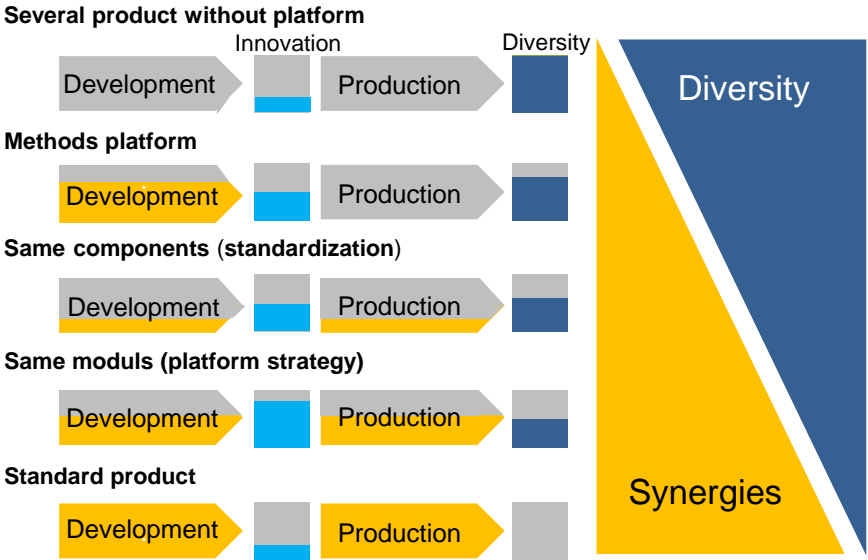 Several product without platform
Innovation
Diversity
Development
Production
Diversity
Methods platform
Development
Production
Same components (standardization)
Development
Production
Same moduls (platform strategy)
Development
Production
Standard product
Development
Production
Synergies